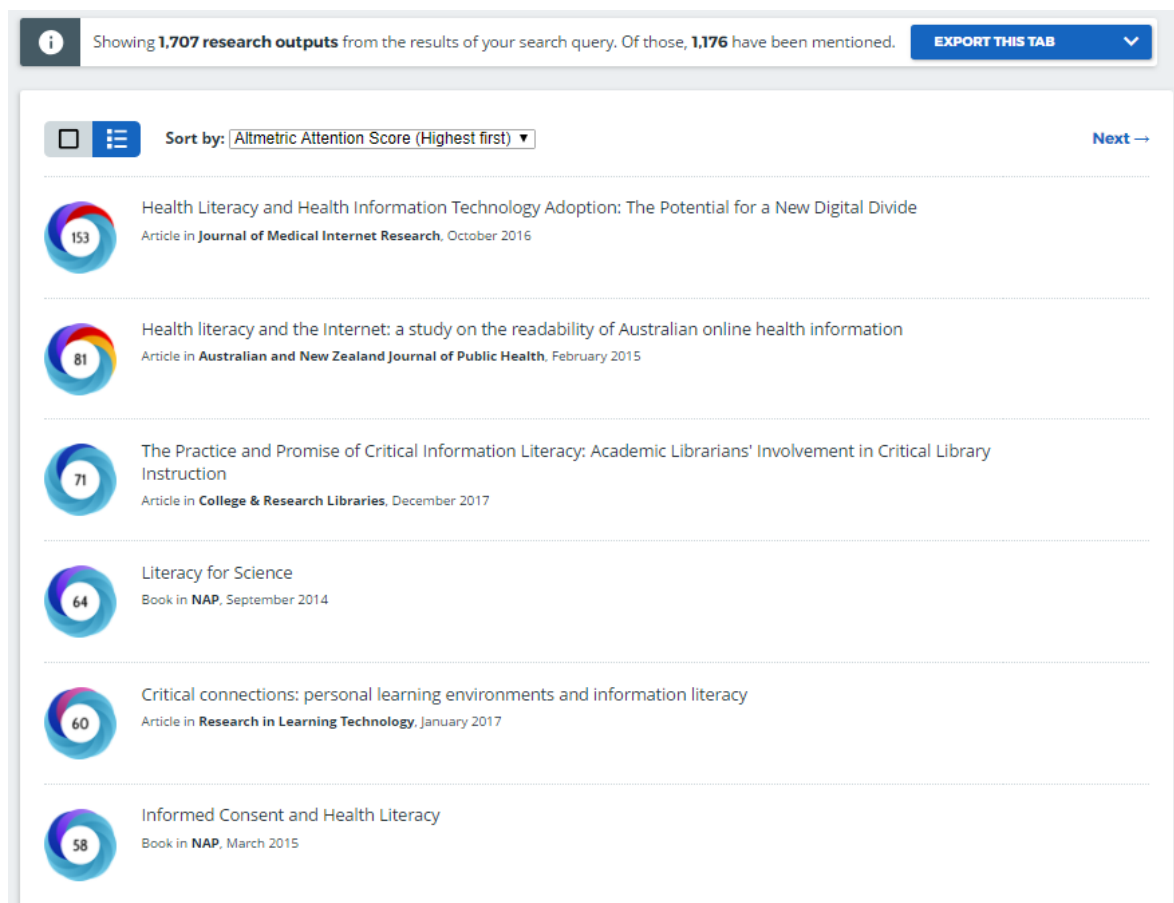 Showing 1,707 research outputs from the results of your search query. Of those, 1,176 have been mentioned.
EXPORT THIS TAB
Sort by: Altmetric Attention Score (Highest first) ▼
Next →
153
Health Literacy and Health Information Technology Adoption: The Potential for a New Digital Divide
Article in Journal of Medical Internet Research, October 2016
81
Health literacy and the Internet: a study on the readability of Australian online health information
Article in Australian and New Zealand Journal of Public Health, February 2015
71
The Practice and Promise of Critical Information Literacy: Academic Librarians' Involvement in Critical Library
Instruction
Article in College & Research Libraries, December 2017
64
Literacy for Science
Book in NAP, September 2014
60
Critical connections: personal learning environments and information literacy
Article in Research in Learning Technology, January 2017
58
Informed Consent and Health Literacy
Book in NAP, March 2015